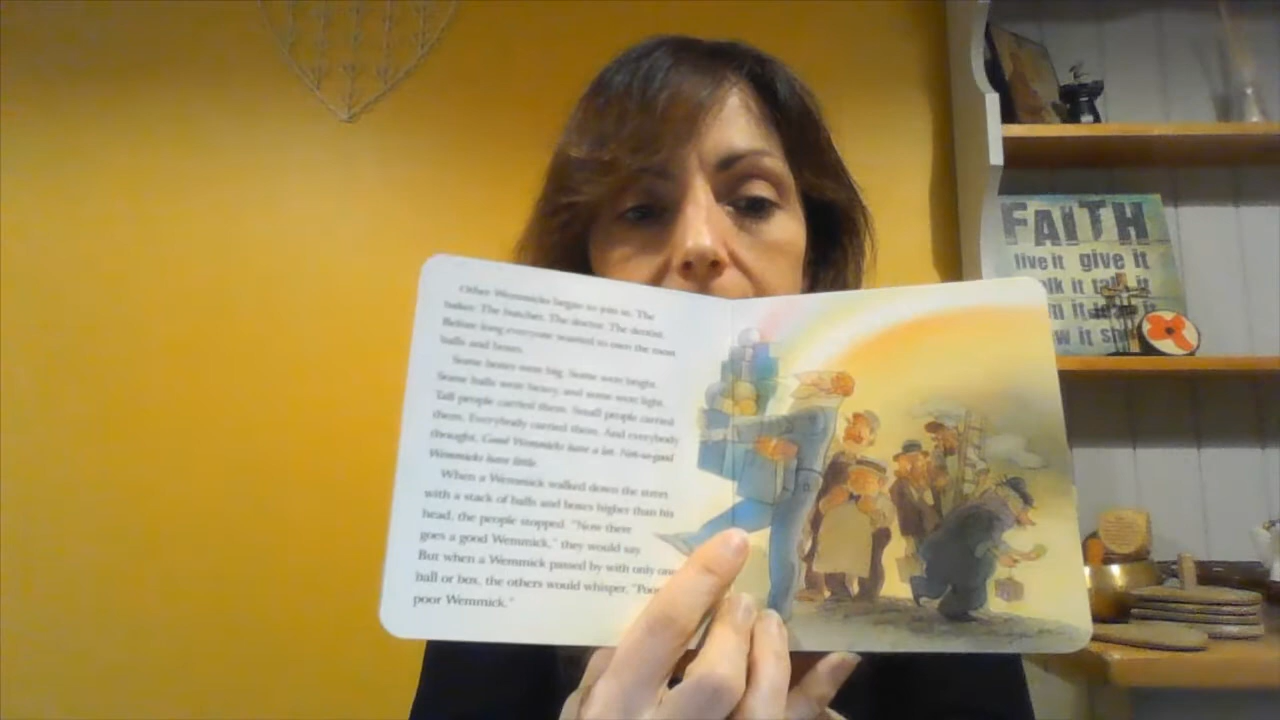 Other Wemmicks began to join in. The
baker. The butcher. The doctor. The dentist.
Before long everyone wanted to own the most
balls and boxes.
Some boxes were big. Some were bright.
Some balls were heavy, and some were light.
Tall people carried them. Small people carried
them. Everybody carried them. And everybody
thought, Good Wemmicks have a lot. Not-so-good
Wemmicks have little.
When a Wemmick walked down the street
with a stack of balls and boxes higher than his
head, the people stopped. "Now there
goes a good Wemmick," they would say.
But when a Wemmick passed by with only one
ball or box, the others would whisper, "Poor,
poor Wemmick."
FAITH
live it give it
talk it it
it it
it